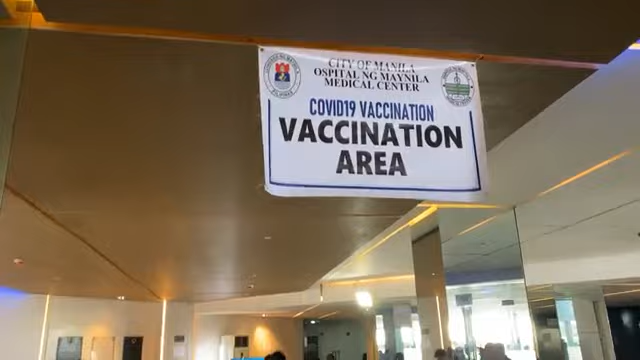 CITY OF MANILA
OSPITAL NG MAYNILA
MEDICAL CENTER
COVID19 VACCINATION
VACCINATION
AREA